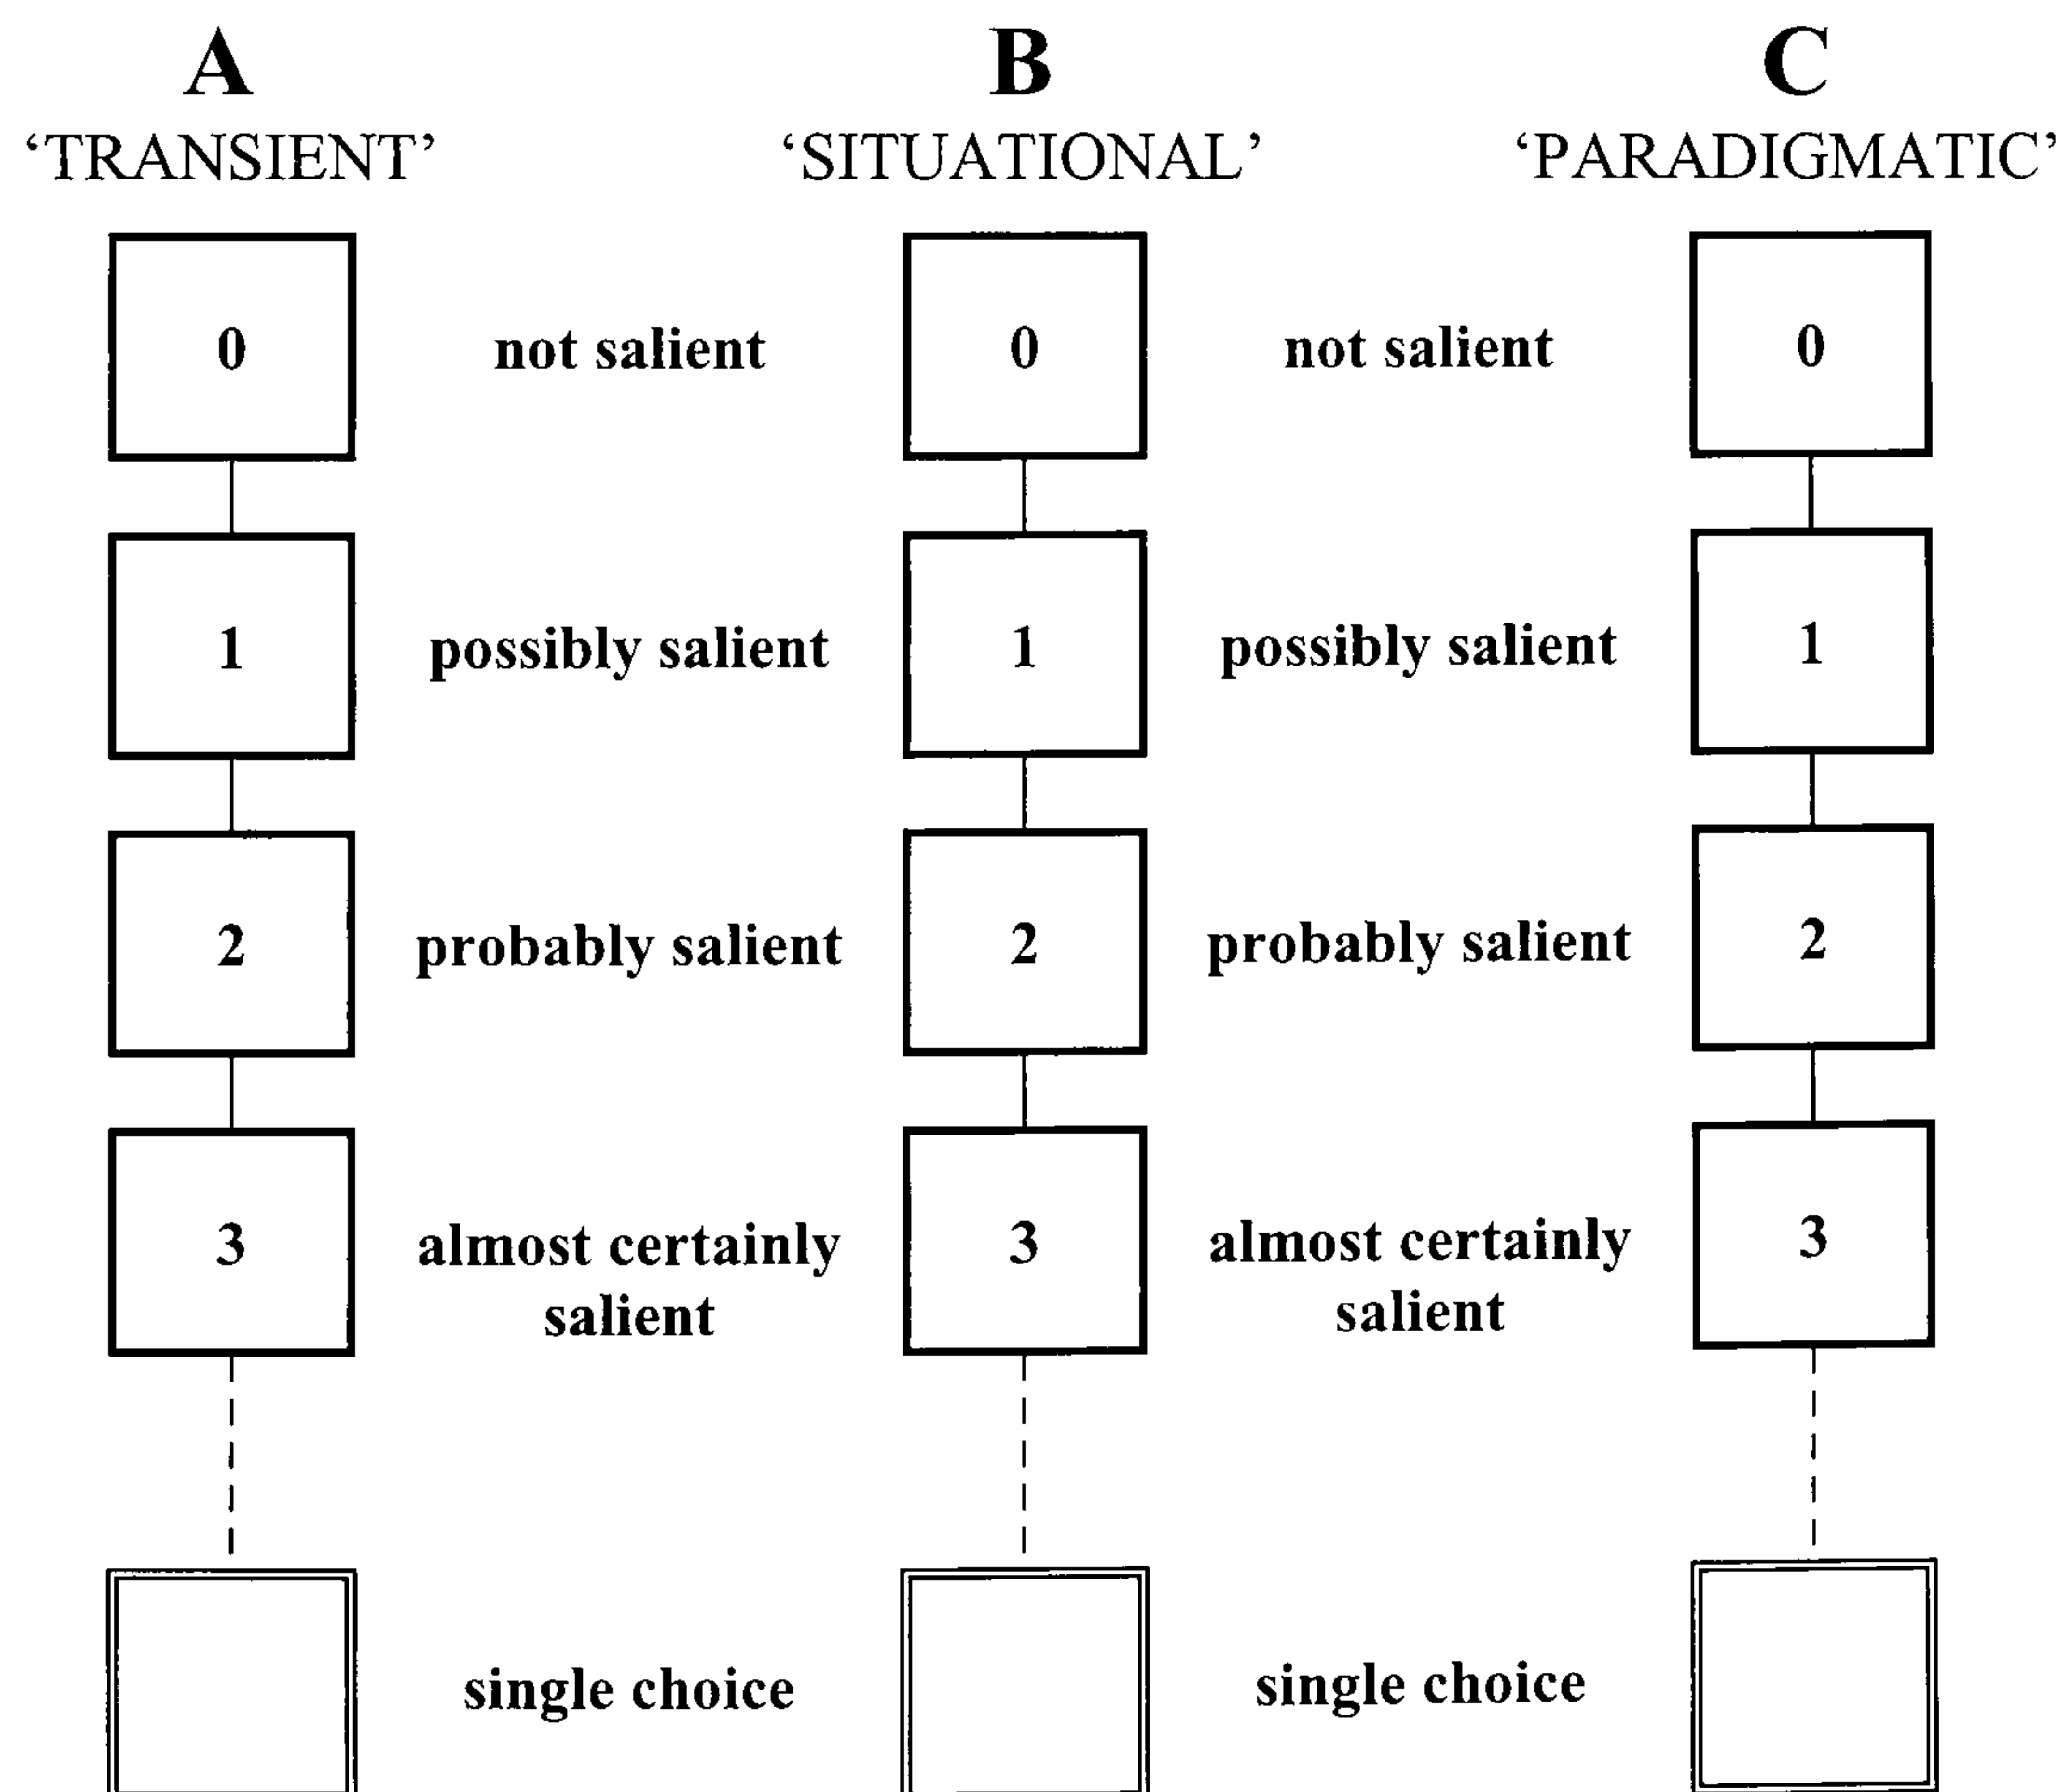 A B C
‘TRANSIENT’ ‘SITUATIONAL’ ‘PARADIGMATIC’
0 not salient 0 not salient 0
1 possibly salient 1 possibly salient 1
2 probably salient 2 probably salient 2
3 almost certainly 3 almost certainly 3
salient salient
single choice single choice